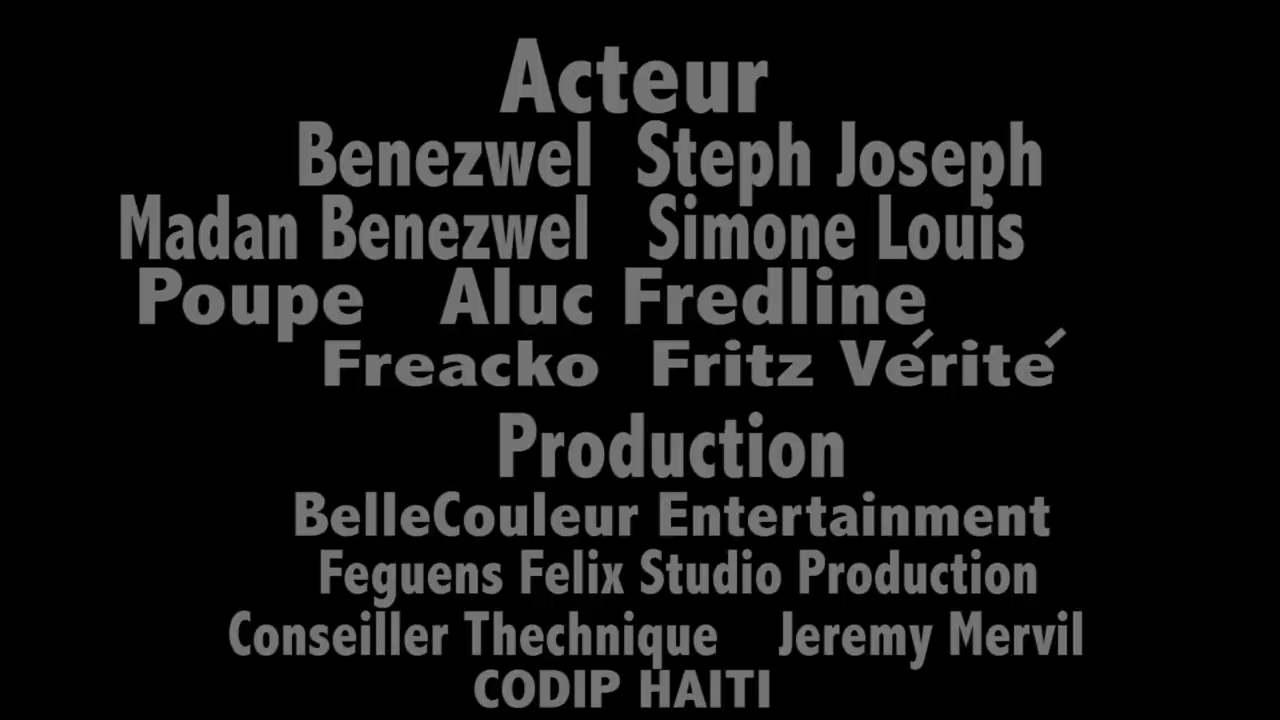 Acteur
Benezwel Steph Joseph
Madan Benezwel Simone Louis
Poupe Aluc Fredline
Freacko Fritz Vérité
Production
BelleCouleur Entertainment
Feguens Felix Studio Production
Conseiller Thechnique Jeremy Mervil
CODIP HAITI